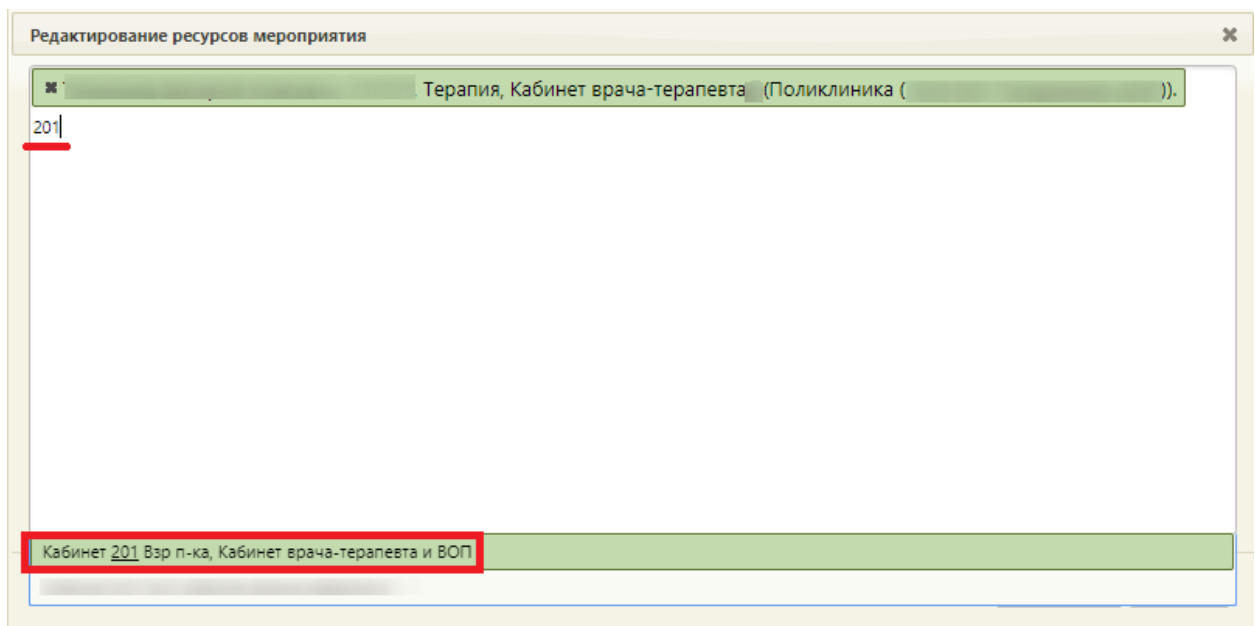 Редактирование ресурсов мероприятия
Терапия, Кабинет врача-терапевта (Поликлиника ( )).
201
Кабинет 201 Взр п-ка, Кабинет врача-терапевта и ВОП